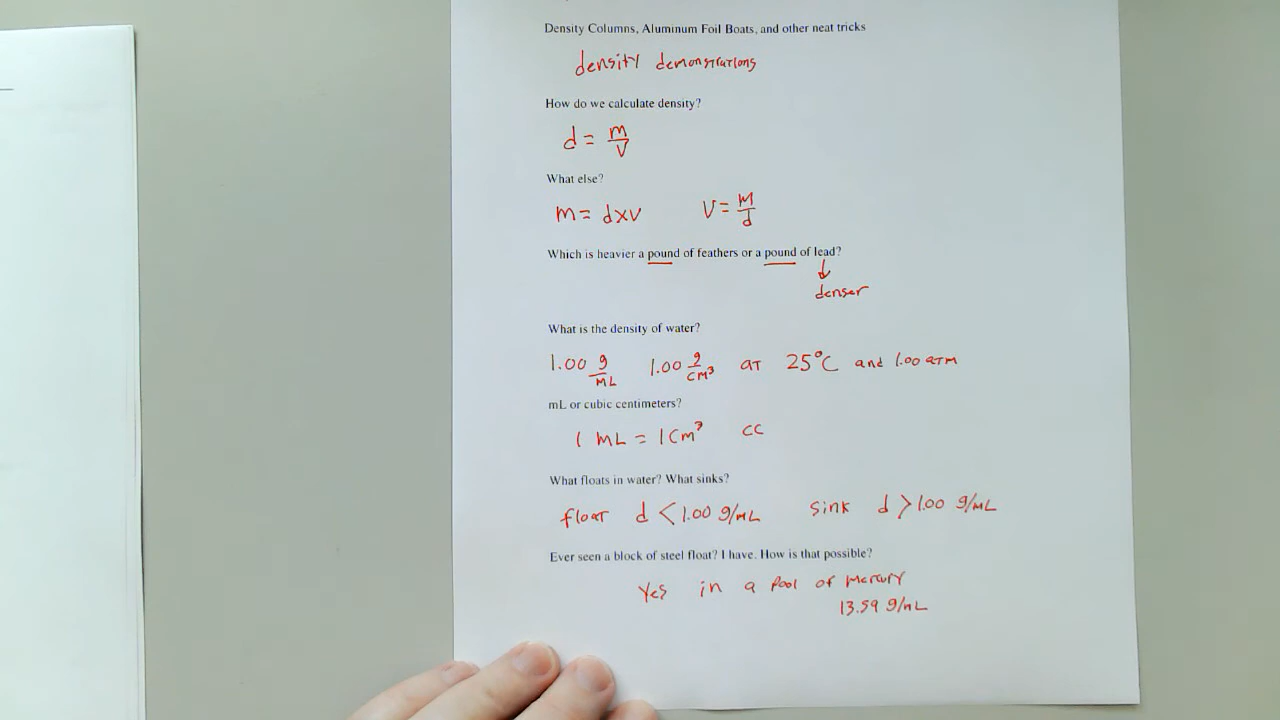 Density Columns, Aluminum Foil Boats, and other neat tricks
density demonstrations
How do we calculate density?
d = m/V
What else?
m = dxv V = M/d
Which is heavier a pound of feathers or a pound of lead?
↓
denser
What is the density of water?
1.00 g/mL 1.00 g/cm³ at 25°C and 1.00 atm
mL or cubic centimeters?
1 mL = 1cm³ cc
What floats in water? What sinks?
float d < 1.00 g/mL sink d > 1.00 g/mL
Ever seen a block of steel float? I have. How is that possible?
Yes in a pool of mercury
13.59 g/mL